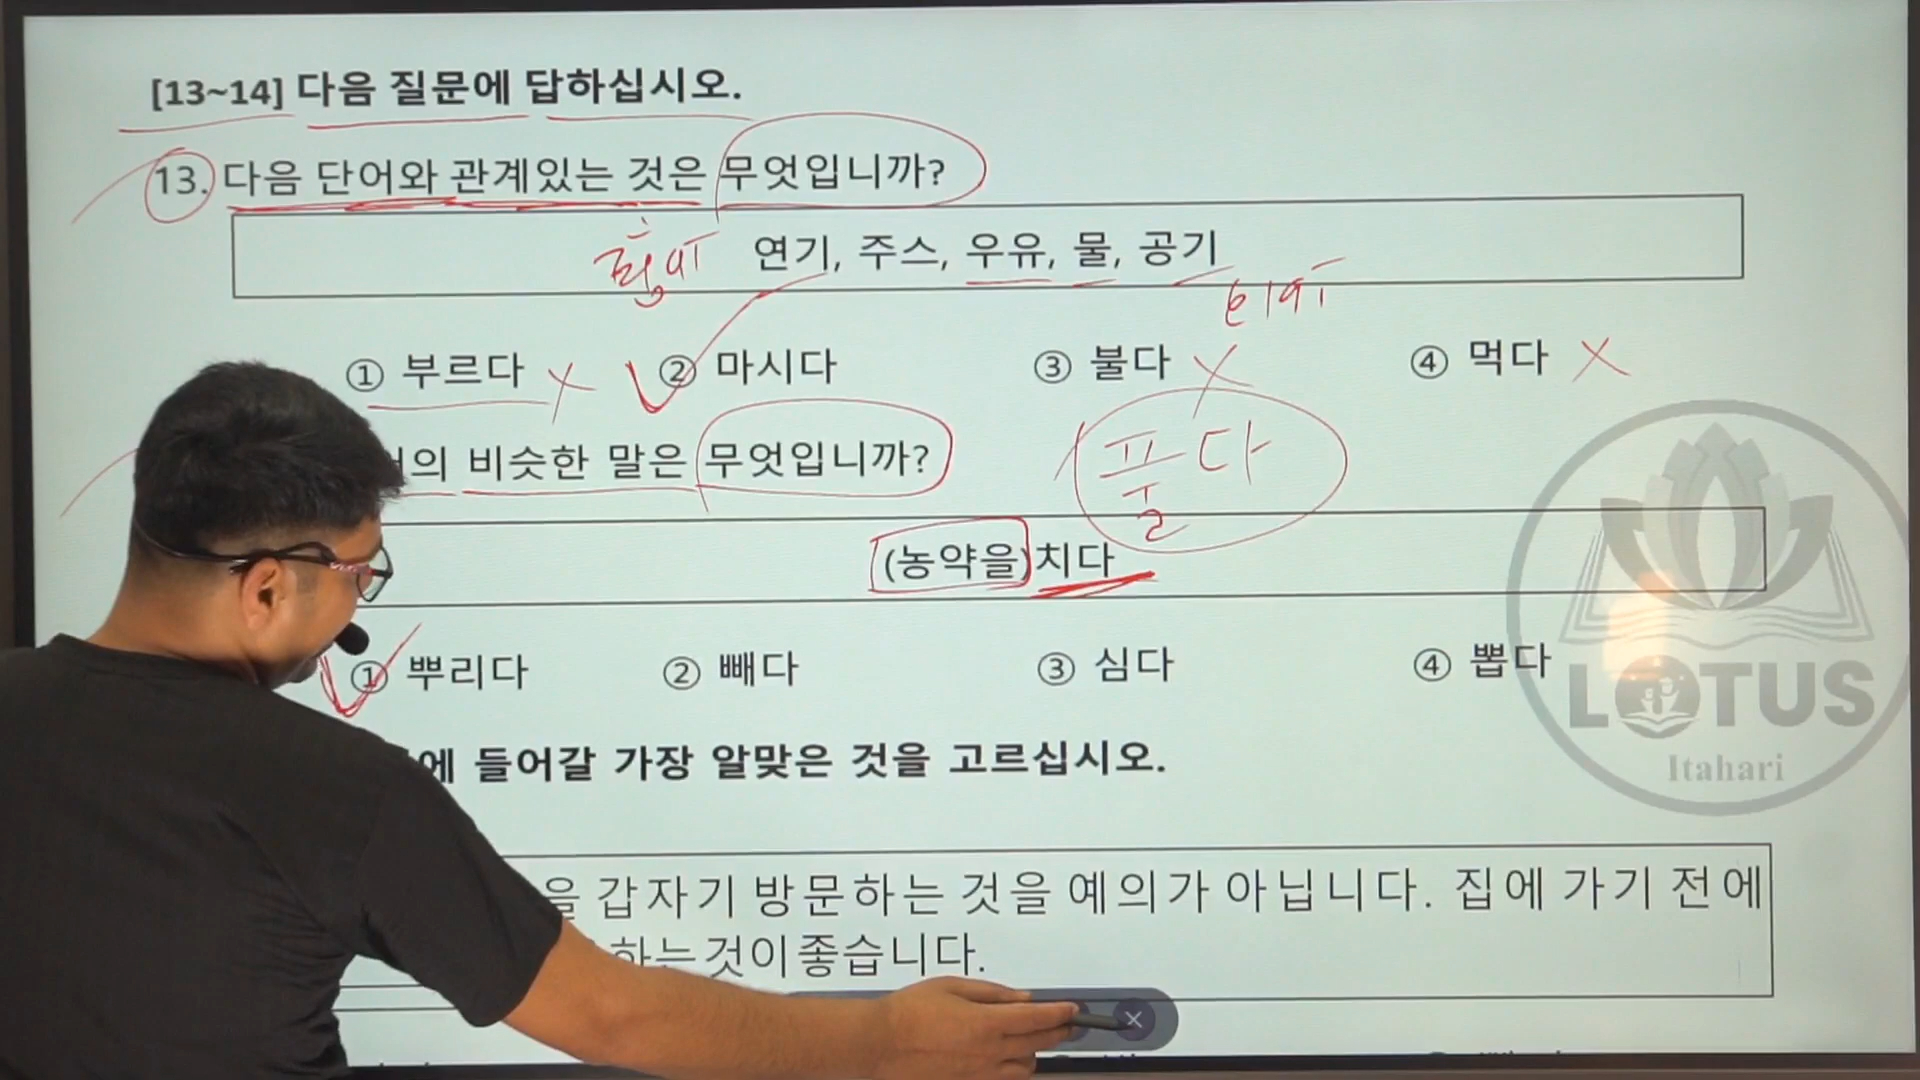 [13~14] 다음 질문에 답하십시오.
13. 다음 단어와 관계있는 것은 무엇입니까?
연기, 주스, 우유, 물, 공기
① 부르다 ② 마시다 ③ 불다 ④ 먹다
의 비슷한 말은 무엇입니까?
풀다
(농약을) 치다
① 뿌리다 ② 빼다 ③ 심다 ④ 뽑다
에 들어갈 가장 알맞은 것을 고르십시오.
을 갑자기 방문하는 것을 예의가 아닙니다. 집에 가기 전에
하는 것이 좋습니다.
LOTUS
Itahari